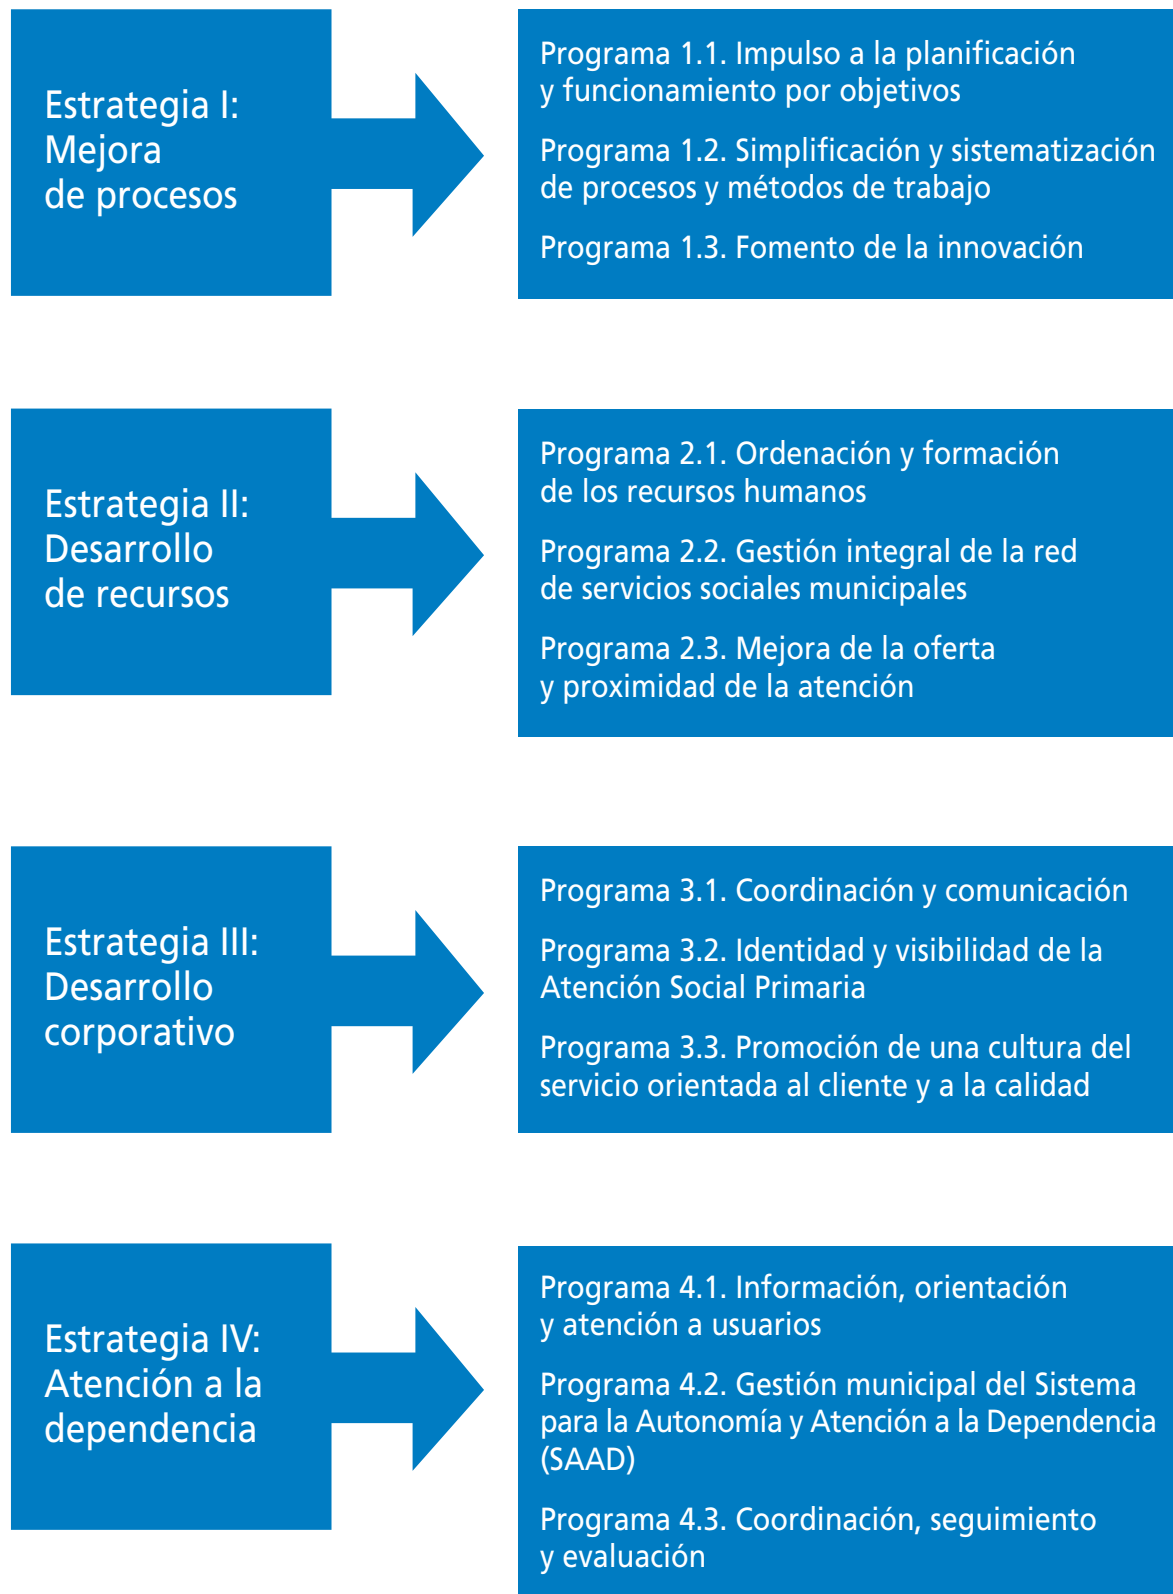 Estrategia I:
Mejora
de procesos
Programa 1.1. Impulso a la planificación
y funcionamiento por objetivos
Programa 1.2. Simplificación y sistematización
de procesos y métodos de trabajo
Programa 1.3. Fomento de la innovación
Estrategia II:
Desarrollo
de recursos
Programa 2.1. Ordenación y formación
de los recursos humanos
Programa 2.2. Gestión integral de la red
de servicios sociales municipales
Programa 2.3. Mejora de la oferta
y proximidad de la atención
Estrategia III:
Desarrollo
corporativo
Programa 3.1. Coordinación y comunicación
Programa 3.2. Identidad y visibilidad de la
Atención Social Primaria
Programa 3.3. Promoción de una cultura del
servicio orientada al cliente y a la calidad
Estrategia IV:
Atención a la
dependencia
Programa 4.1. Información, orientación
y atención a usuarios
Programa 4.2. Gestión municipal del Sistema
para la Autonomía y Atención a la Dependencia
(SAAD)
Programa 4.3. Coordinación, seguimiento
y evaluación